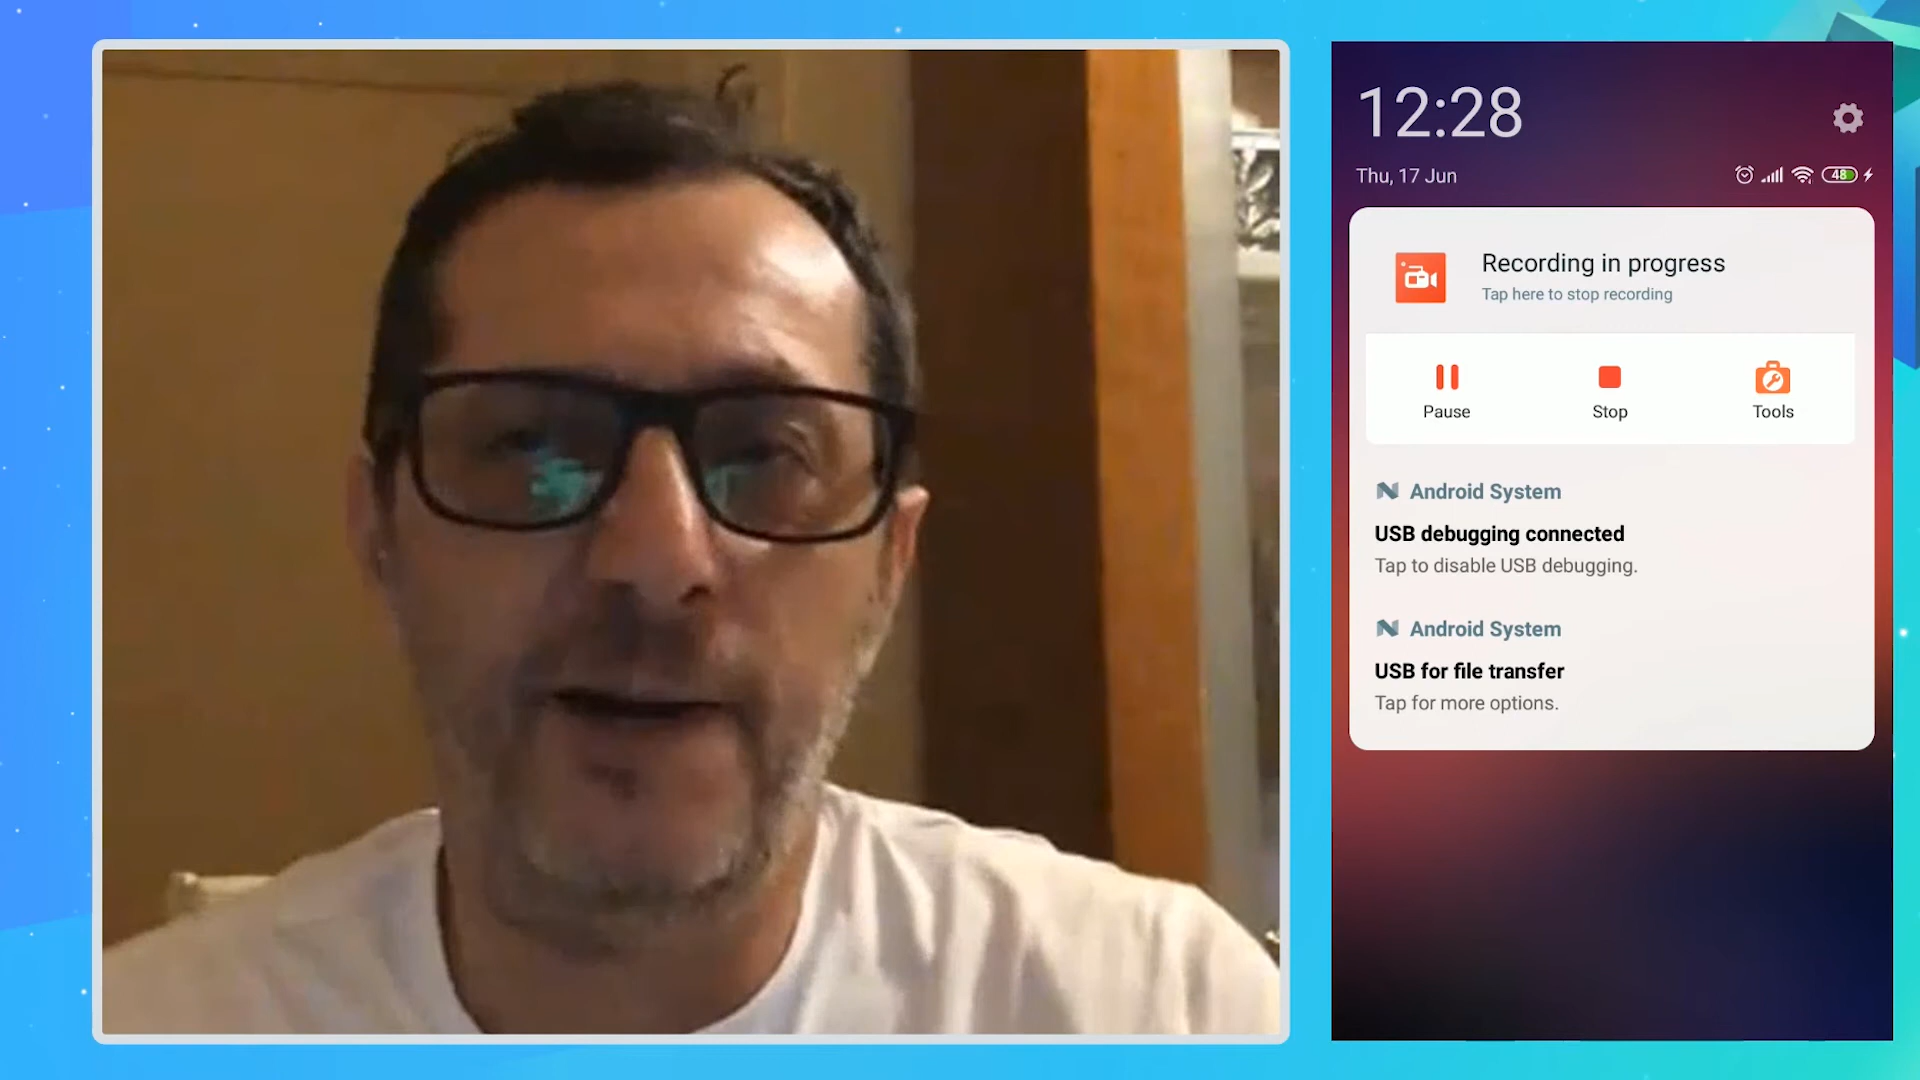 12:28
Thu, 17 Jun
48
Recording in progress
Tap here to stop recording
Pause
Stop
Tools
Android System
USB debugging connected
Tap to disable USB debugging.
Android System
USB for file transfer
Tap for more options.